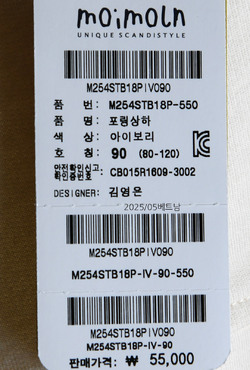 moimoln
UNIQUE SCANDISTYLE
M254STB18PIV090
품 번: M254STB18P-550
품 명: 포링상하
색 상: 아이보리
호 칭: 90 (80-120)
안전확인신고
확인증번호 CB015R1609-3002
DESIGNER: 김영은
2025/05베트남
M254STB18PIV090
M254STB18P-IV-90-550
M254STB18PIV090
M254STB18P-IV-90
판매가격: ₩ 55,000